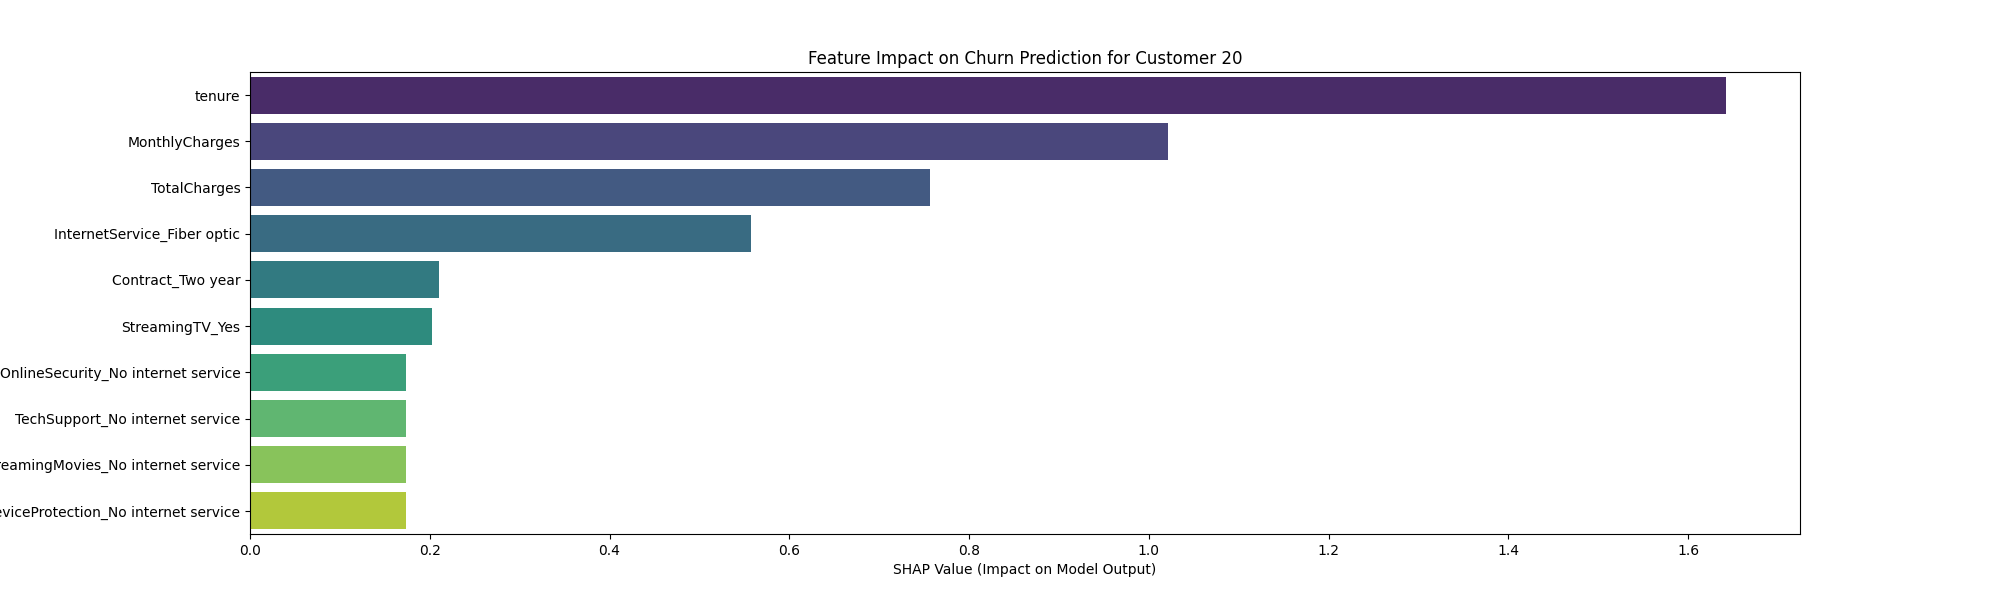 Feature Impact on Churn Prediction for Customer 20
tenure
MonthlyCharges
TotalCharges
InternetService_Fiber optic
Contract_Two year
StreamingTV_Yes
OnlineSecurity_No internet service
TechSupport_No internet service
reamingMovies_No internet service
viceProtection_No internet service
0.0 0.2 0.4 0.6 0.8 1.0 1.2 1.4 1.6
SHAP Value (Impact on Model Output)